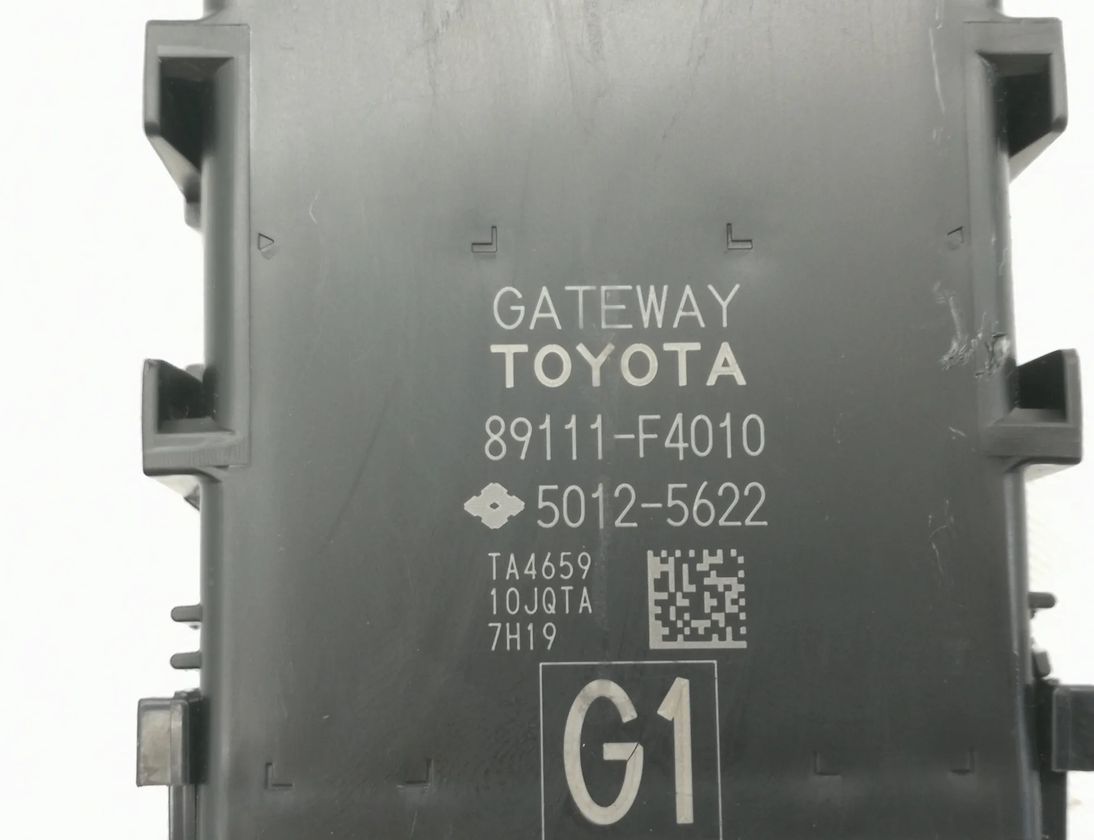 GATEWAY
TOYOTA
89111-F4010
5012-5622
TA4659
10JQTA
7H19
G1